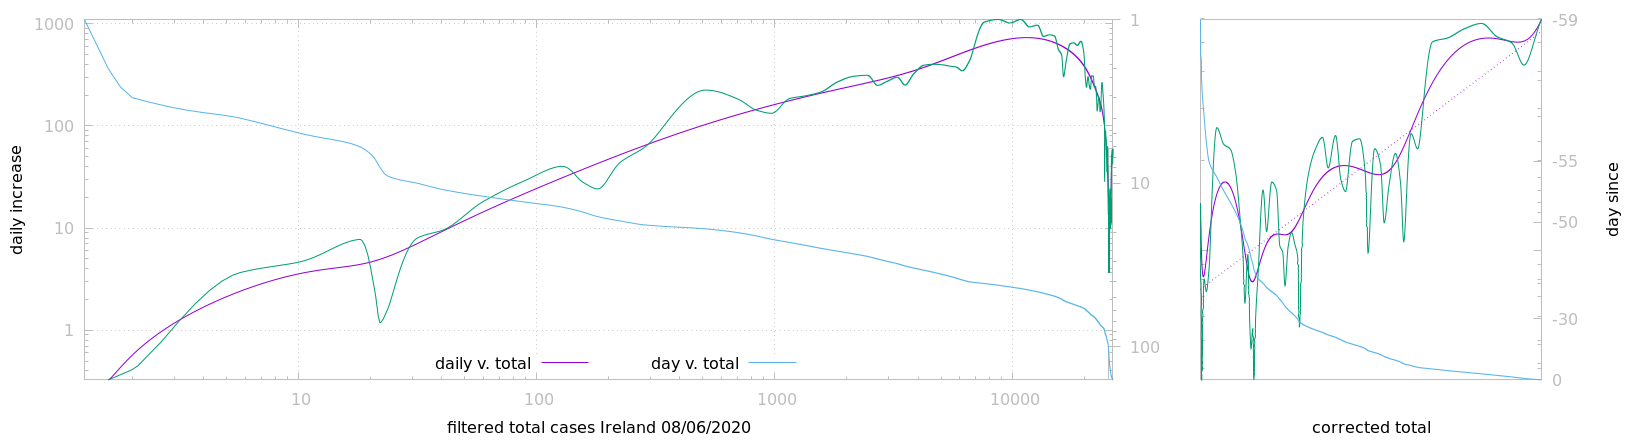 daily increase
1000
100
10
1
daily v. total
day v. total
10
100
1000
10000
filtered total cases Ireland 08/06/2020
1
10
100
-59
-55
-50
-30
0
day since
corrected total